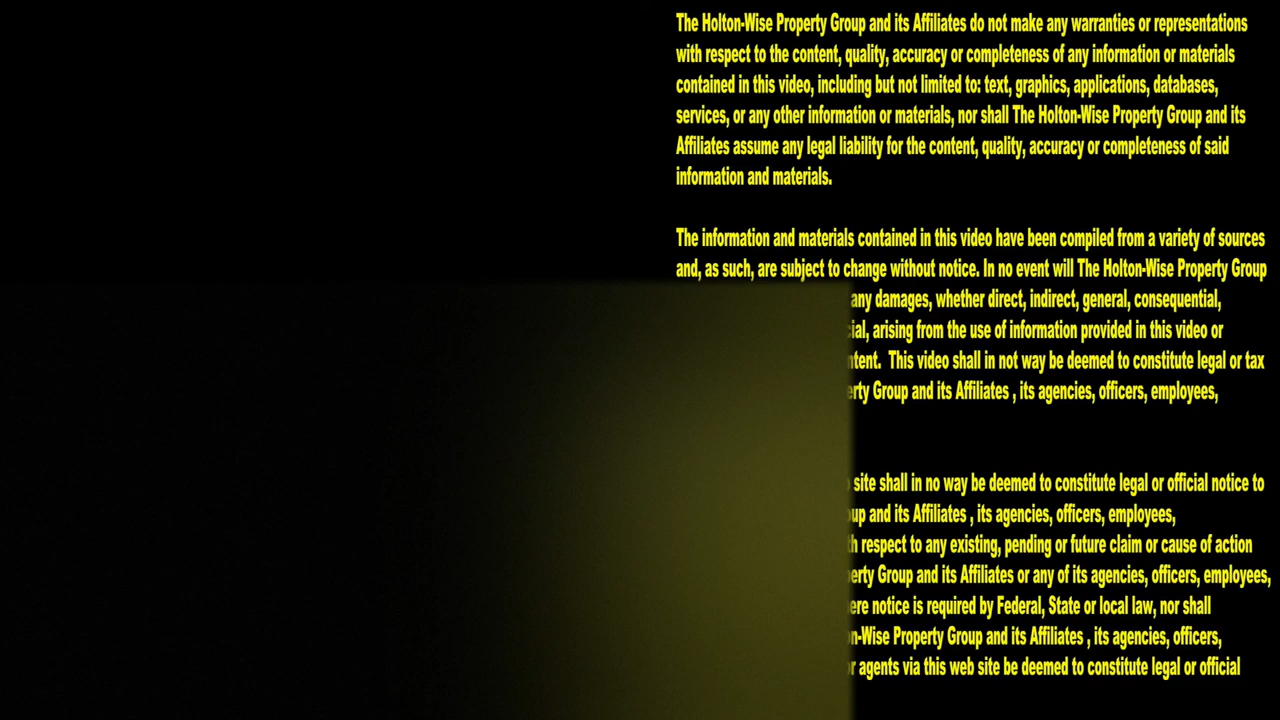 The Holton-Wise Property Group and its Affiliates do not make any warranties or representations
with respect to the content, quality, accuracy or completeness of any information or materials
contained in this video, including but not limited to: text, graphics, applications, databases,
services, or any other information or materials, nor shall The Holton-Wise Property Group and its
Affiliates assume any legal liability for the content, quality, accuracy or completeness of said
information and materials.
The information and materials contained in this video have been compiled from a variety of sources
and, as such, are subject to change without notice. In no event will The Holton-Wise Property Group
any damages, whether direct, indirect, general, consequential,
arising from the use of information provided in this video or
This video shall in not way be deemed to constitute legal or tax
Group and its Affiliates , its agencies, officers, employees,
site shall in no way be deemed to constitute legal or official notice to
and its Affiliates , its agencies, officers, employees,
respect to any existing, pending or future claim or cause of action
Group and its Affiliates or any of its agencies, officers, employees,
notice is required by Federal, State or local law, nor shall
Property Group and its Affiliates , its agencies, officers,
agents via this web site be deemed to constitute legal or official